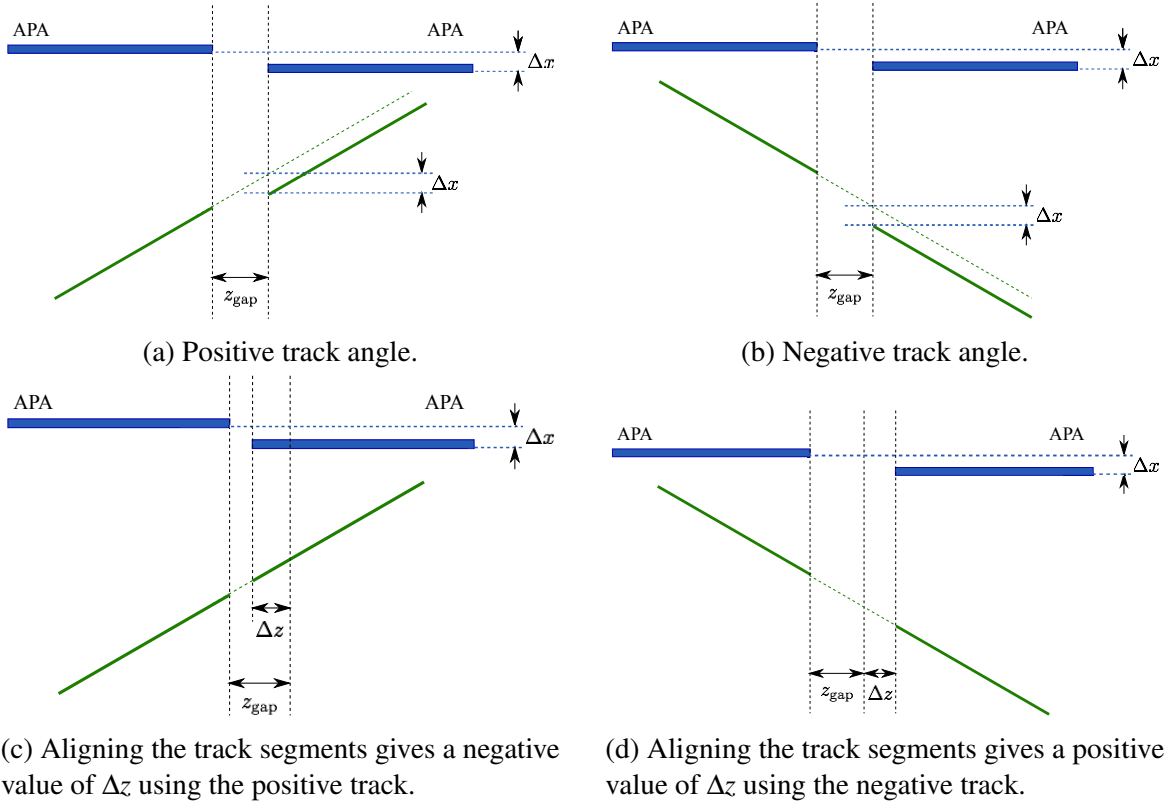 APA
APA
Δx
Δx
z_gap
(a) Positive track angle.
APA
APA
Δx
Δx
z_gap
(b) Negative track angle.
APA
APA
Δx
Δz
z_gap
(c) Aligning the track segments gives a negative
value of Δz using the positive track.
APA
APA
Δx
z_gap
Δz
(d) Aligning the track segments gives a positive
value of Δz using the negative track.